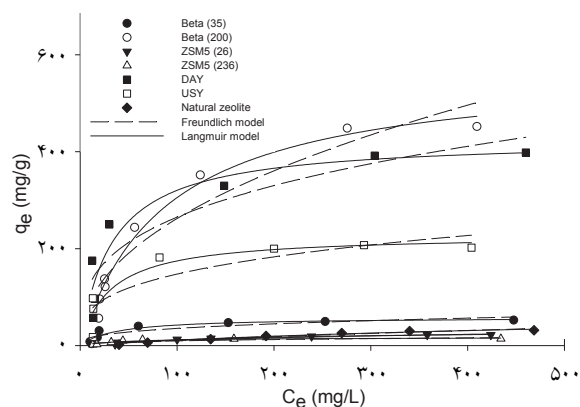 Beta (35)
Beta (200)
ZSM5 (26)
ZSM5 (236)
DAY
USY
Natural zeolite
Freundlich model
Langmuir model
qe (mg/g)
۶۰۰
۴۰۰
۲۰۰
۰
۰ ۱۰۰ ۲۰۰ ۳۰۰ ۴۰۰ ۵۰۰
Ce (mg/L)